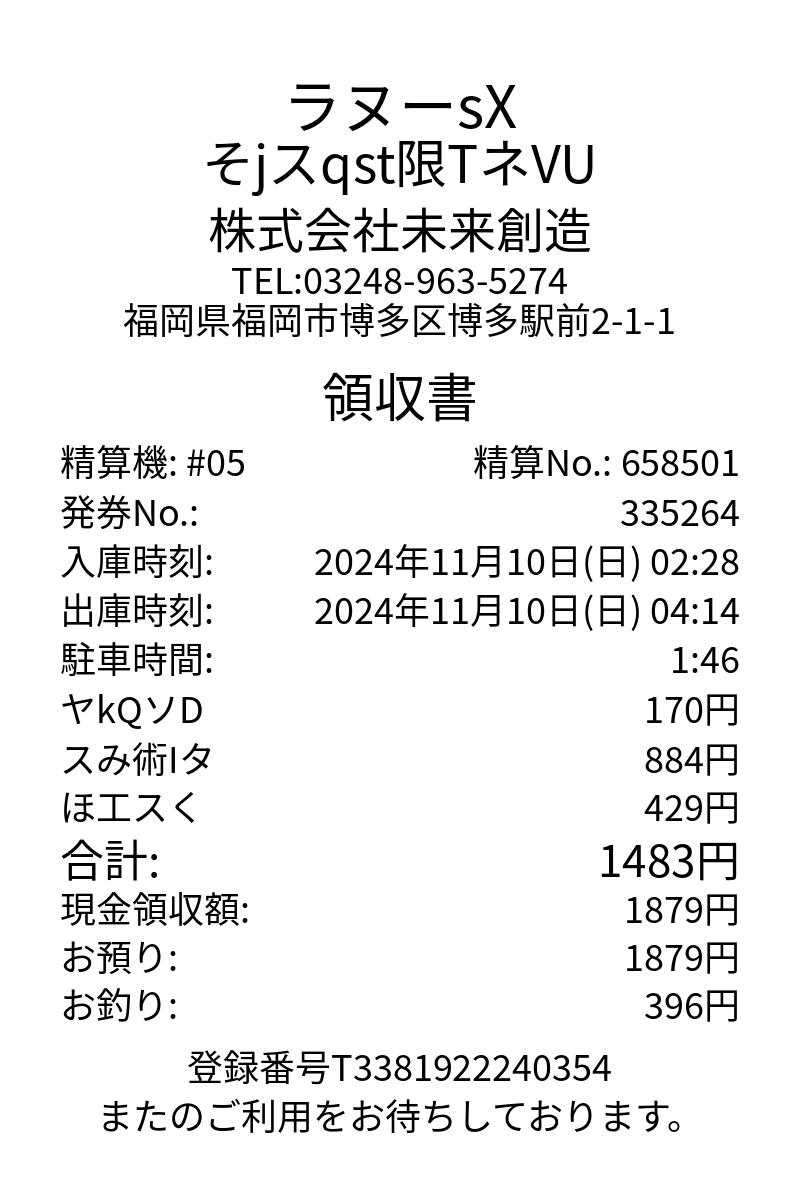 ラヌーsX
そjスqst限TネVU
株式会社未来創造
TEL:03248-963-5274
福岡県福岡市博多区博多駅前2-1-1
領収書
精算機: #05 精算No.: 658501
発券No.: 335264
入庫時刻: 2024年11月10日(日) 02:28
出庫時刻: 2024年11月10日(日) 04:14
駐車時間: 1:46
ヤkQソD 170円
スみ術Iタ 884円
ほ工スく 429円
合計: 1483円
現金領収額: 1879円
お預り: 1879円
お釣り: 396円
登録番号T3381922240354
またのご利用をお待ちしております。